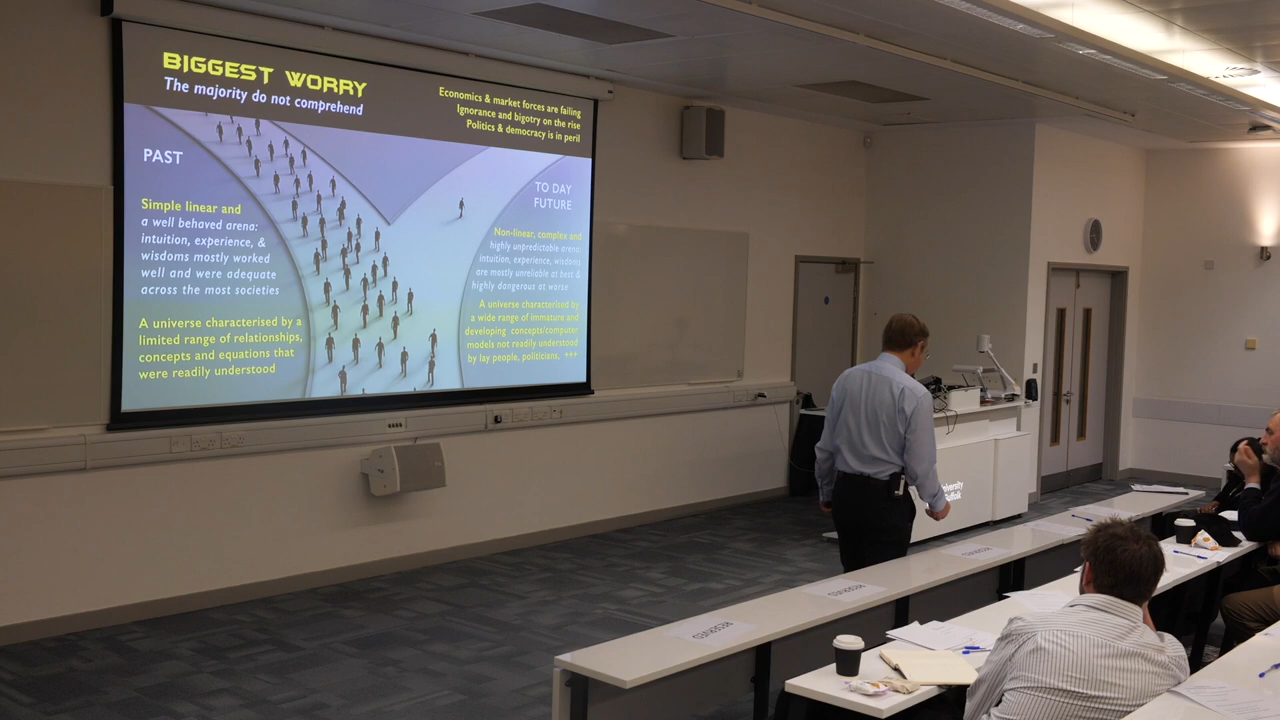 BIGGEST WORRY
The majority do not comprehend
Economics & market forces are failing
Ignorance and bigotry on the rise
Politics & democracy is in peril
PAST
Simple linear and
a well behaved arena:
intuition, experience, &
wisdoms mostly worked
well and were adequate
across the most societies
A universe characterised by a
limited range of relationships,
concepts and equations that
were readily understood
TO DAY
FUTURE
Non-linear, complex and
highly unpredictable arena:
intuition, experience, wisdoms
are mostly unreliable at best &
highly dangerous at worse
A universe characterised by
a wide range of immature and
developing concepts/computer
models not readily understood
by lay people, politicians, +++
RESERVED
RESERVED
RESERVED